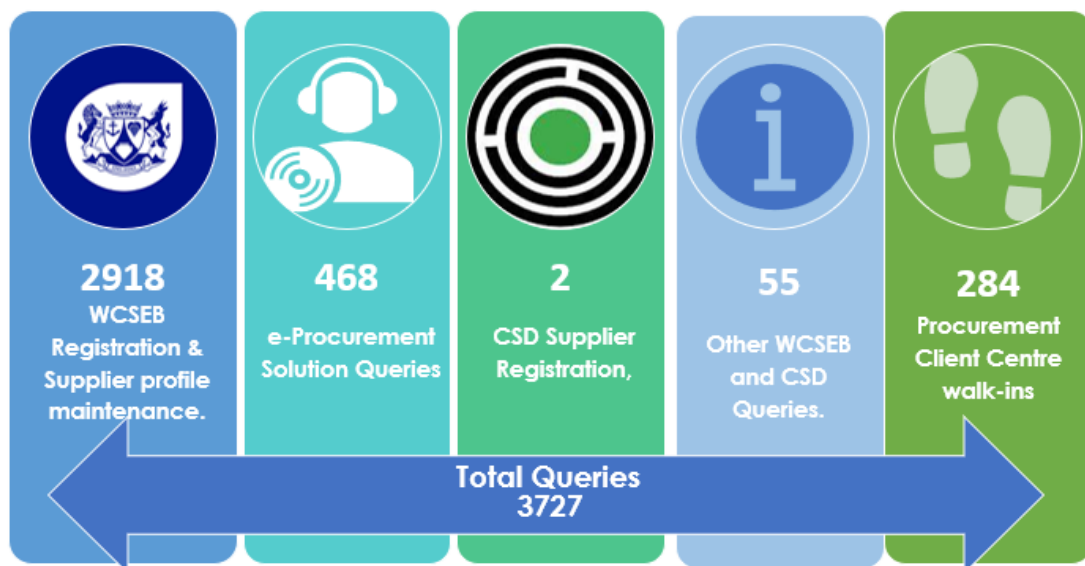 2918
WCSEB
Registration &
Supplier profile
maintenance.
468
e-Procurement
Solution Queries
2
CSD Supplier
Registration,
i
55
Other WCSEB
and CSD
Queries.
284
Procurement
Client Centre
walk-ins
Total Queries
3727